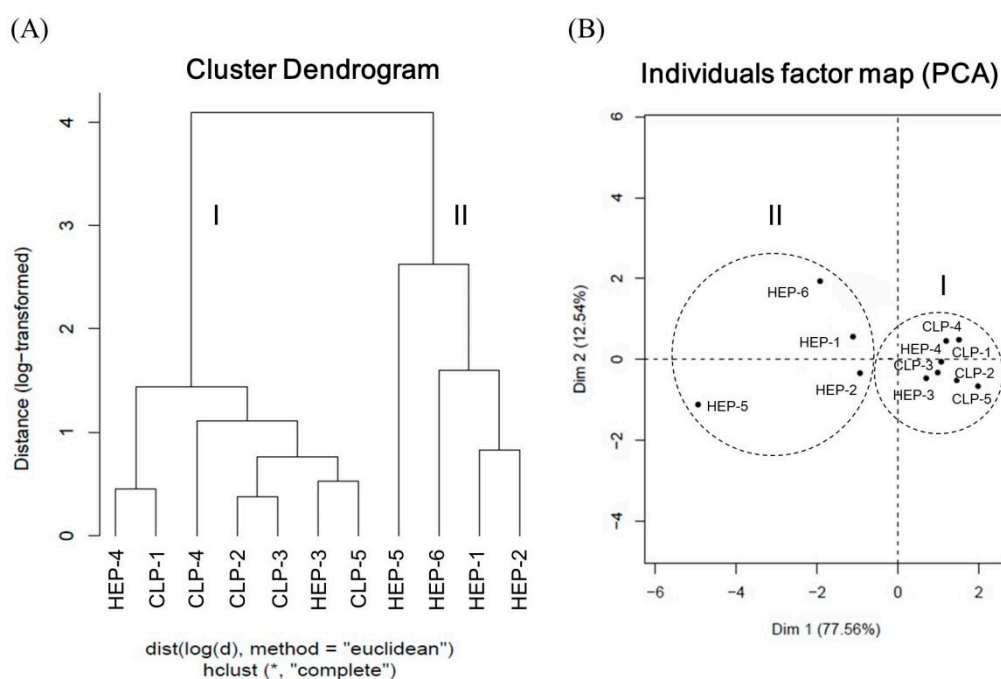 (A)
Cluster Dendrogram
Distance (log-transformed)
4
3
2
1
0
I
II
HEP-4
CLP-1
CLP-4
CLP-2
CLP-3
HEP-3
CLP-5
HEP-5
HEP-6
HEP-1
HEP-2
dist(log(d), method = "euclidean")
hclust (*, "complete")
(B)
Individuals factor map (PCA)
Dim 2 (12.54%)
6
4
2
0
−2
−4
II
I
HEP-6
HEP-1
HEP-2
HEP-5
CLP-4
HEP-4
CLP-1
CLP-3
CLP-2
HEP-3
CLP-5
−6
−4
−2
0
2
Dim 1 (77.56%)